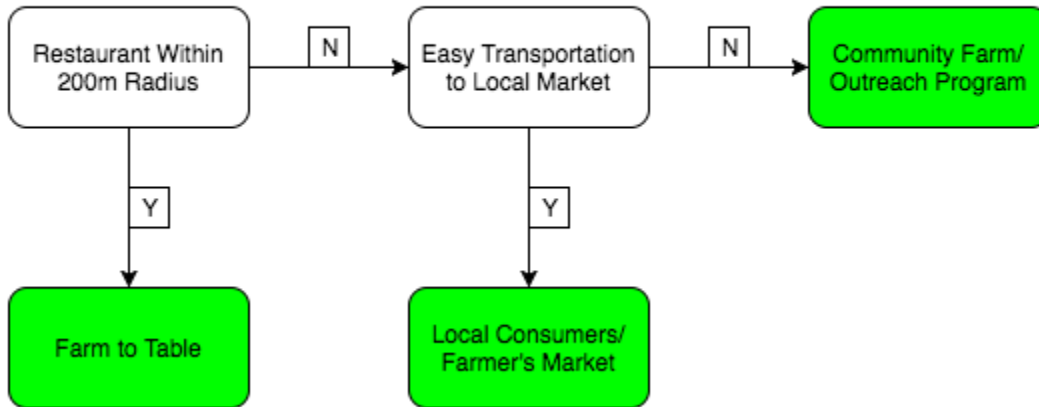 Restaurant Within
200m Radius
N
Easy Transportation
to Local Market
N
Community Farm/
Outreach Program
Y
Y
Farm to Table
Local Consumers/
Farmer's Market